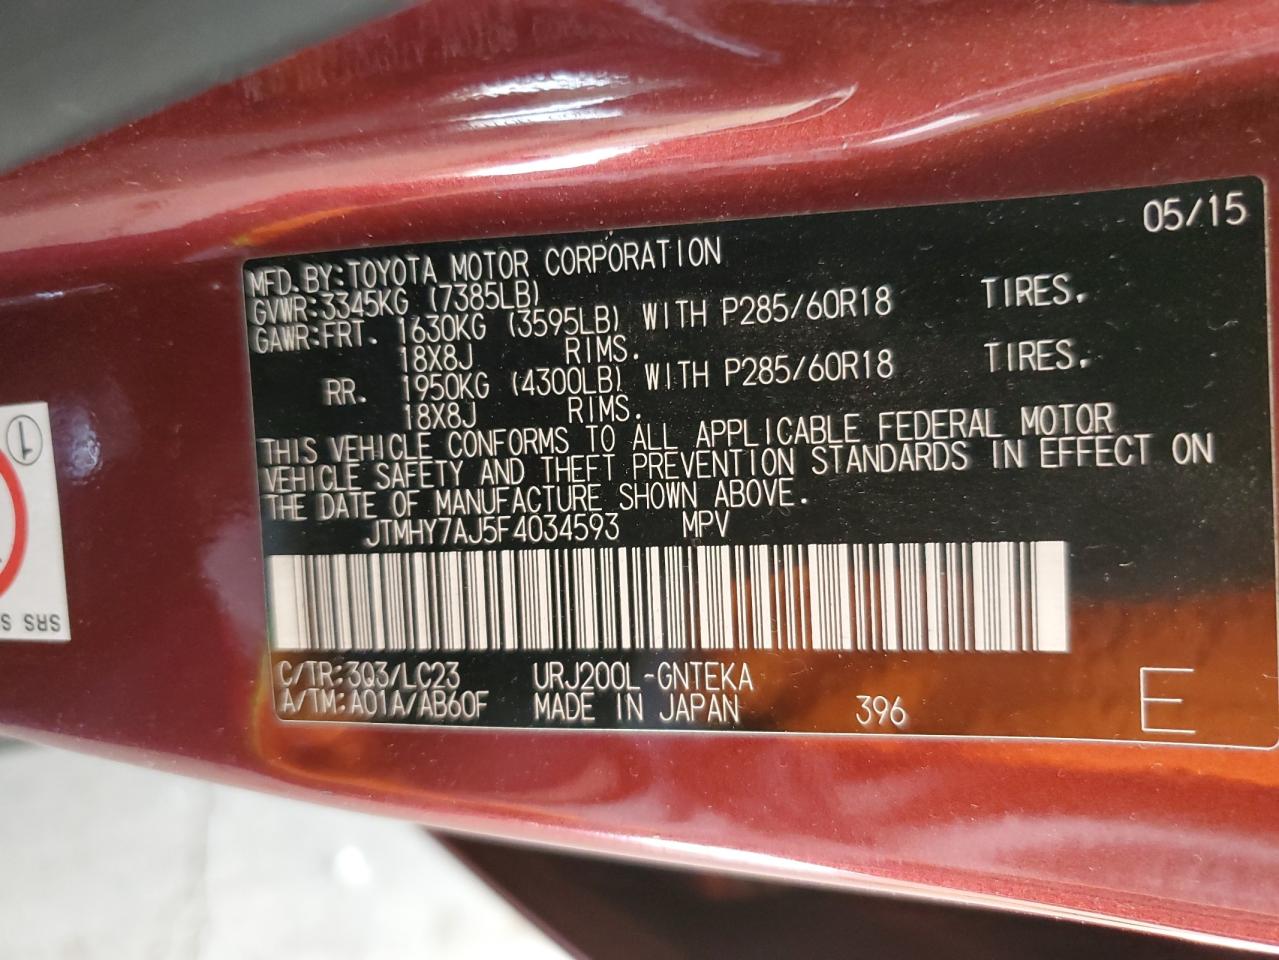 05/15
MFD.BY:TOYOTA MOTOR CORPORATION
GVWR:3345KG (7385LB)
GAWR:FRT. 1630KG (3595LB) WITH P285/60R18 TIRES.
18X8J RIMS.
RR. 1950KG (4300LB) WITH P285/60R18 TIRES.
18X8J RIMS.
THIS VEHICLE CONFORMS TO ALL APPLICABLE FEDERAL MOTOR
VEHICLE SAFETY AND THEFT PREVENTION STANDARDS IN EFFECT ON
THE DATE OF MANUFACTURE SHOWN ABOVE.
JTMHY7AJ5F4034593 MPV
C/TR:3Q3/LC23 URJ200L-GNTEKA
A/TM:A01A/AB60F MADE IN JAPAN 396 E
1
SRS